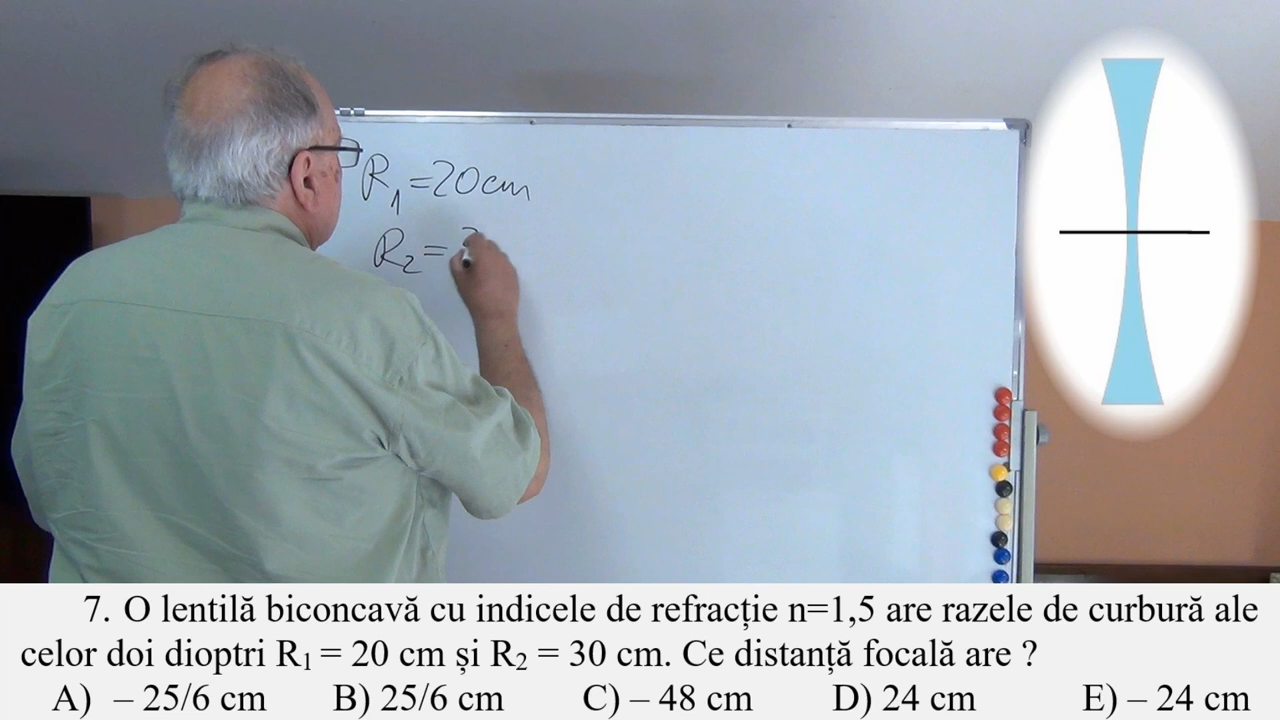 R₁=20cm
R₂=
7. O lentilă biconcavă cu indicele de refracție n=1,5 are razele de curbură ale
celor doi dioptri R₁ = 20 cm și R₂ = 30 cm. Ce distanță focală are ?
A) – 25/6 cm B) 25/6 cm C) – 48 cm D) 24 cm E) – 24 cm